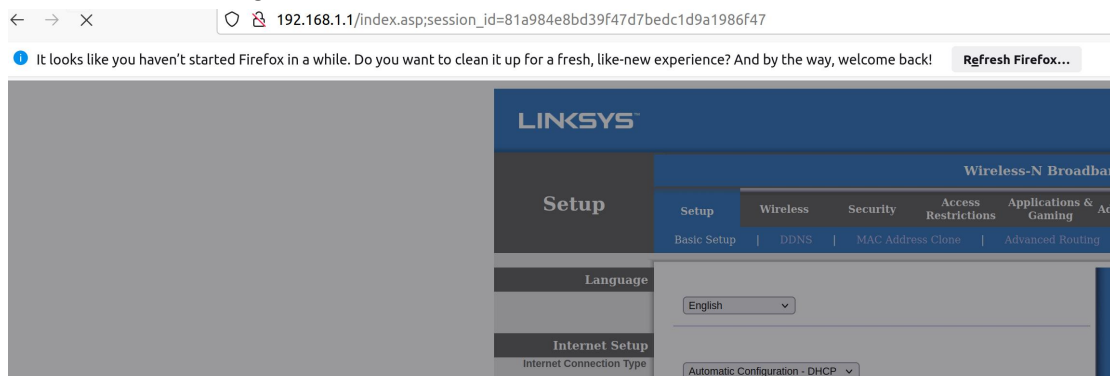 192.168.1.1/index.asp;session_id=81a984e8bd39f47d7bedc1d9a1986f47
It looks like you haven't started Firefox in a while. Do you want to clean it up for a fresh, like-new experience? And by the way, welcome back! Refresh Firefox...
LINKSYS™
Wireless-N
Setup
Setup Wireless Security Access Restrictions Applications & Gaming
Basic Setup | DDNS | MAC Address Clone | Advanced Routing
Language
English
Internet Setup
Internet Connection Type
Automatic Configuration - DHCP